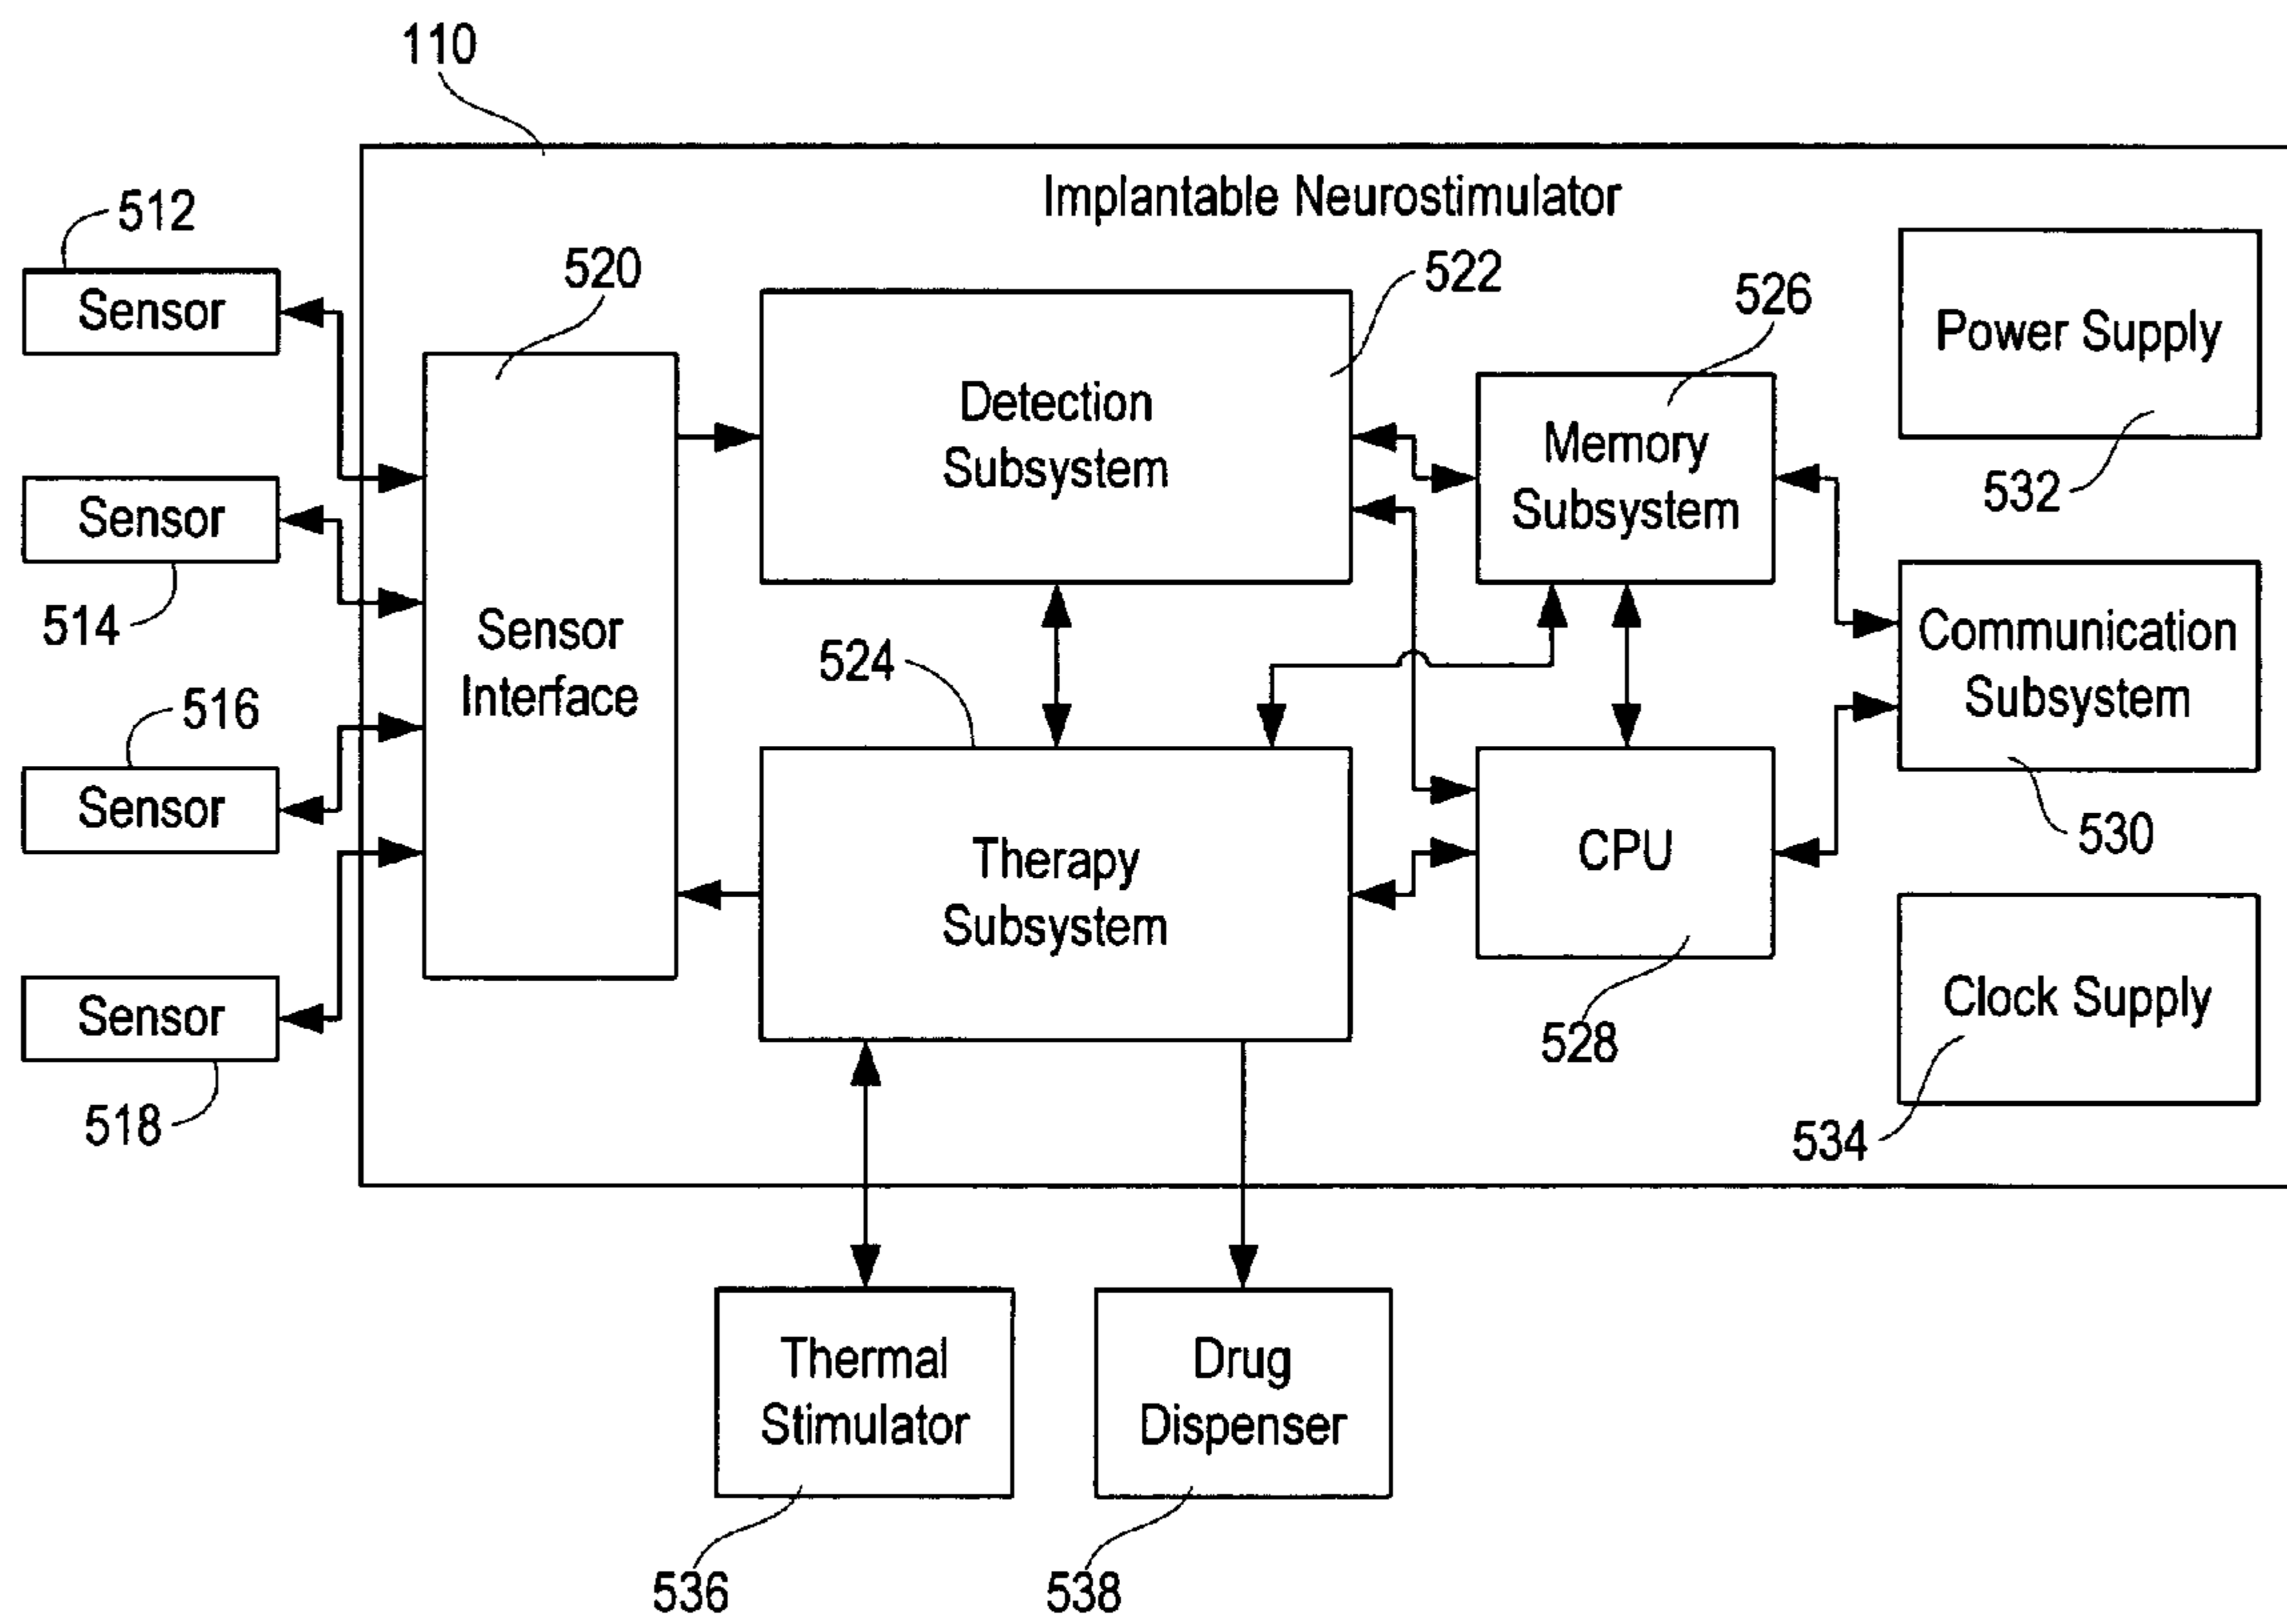 110
Implantable Neurostimulator
512
Sensor
514
Sensor
516
Sensor
518
Sensor
520
Sensor
Interface
522
Detection
Subsystem
524
Therapy
Subsystem
526
Memory
Subsystem
528
CPU
Power Supply
532
Communication
Subsystem
530
Clock Supply
534
Thermal
Stimulator
536
Drug
Dispenser
538